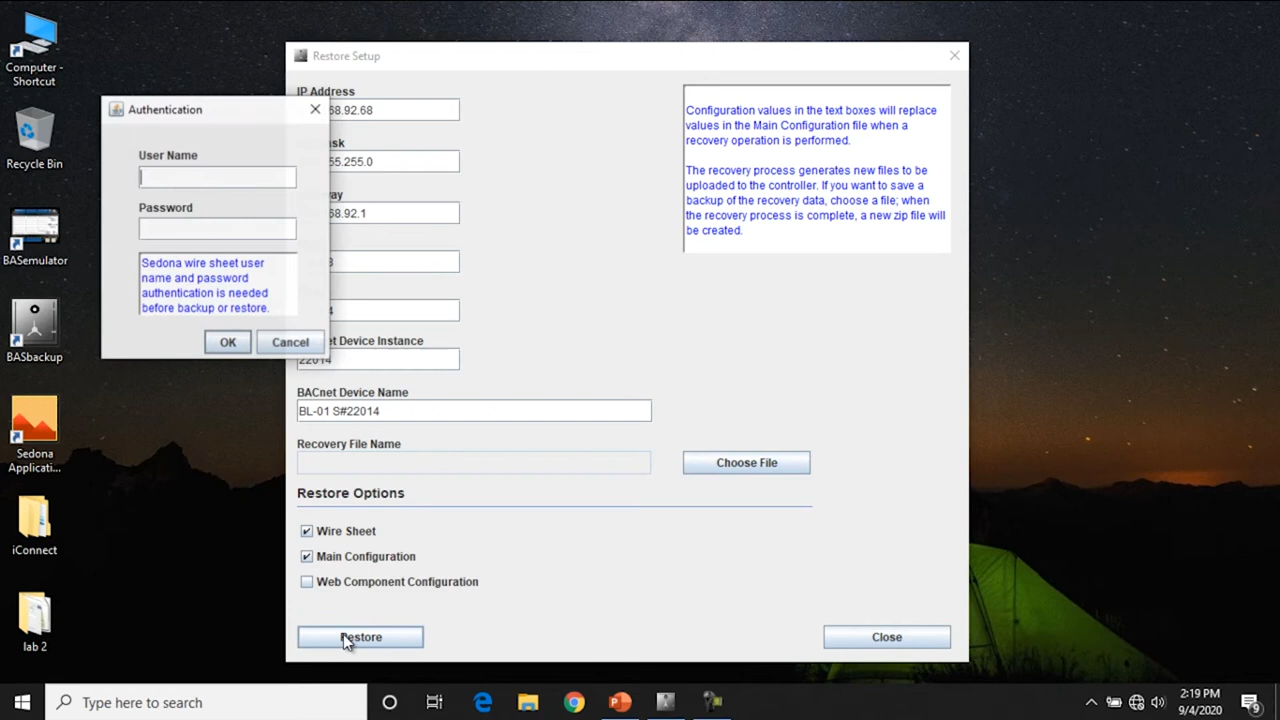 Computer -
Shortcut
Recycle Bin
BASemulator
BASbackup
Sedona
Applicati...
iConnect
lab 2
Restore Setup
IP Address
68.92.68
sk
55.255.0
way
68.92.1
3
4
et Device Instance
22014
BACnet Device Name
BL-01 S#22014
Recovery File Name
Choose File
Restore Options
Wire Sheet
Main Configuration
Web Component Configuration
Restore
Close
Configuration values in the text boxes will replace
values in the Main Configuration file when a
recovery operation is performed.
The recovery process generates new files to be
uploaded to the controller. If you want to save a
backup of the recovery data, choose a file; when
the recovery process is complete, a new zip file will
be created.
Authentication
User Name
Password
Sedona wire sheet user
name and password
authentication is needed
before backup or restore.
OK
Cancel
Type here to search
2:19 PM
9/4/2020
9